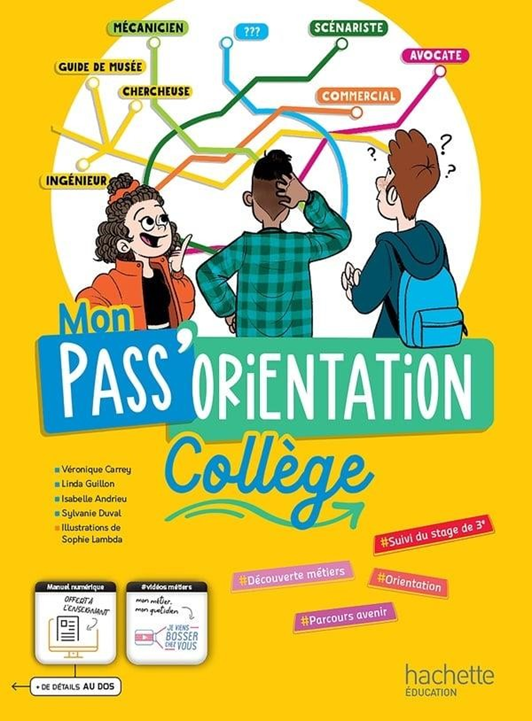 MÉCANICIEN
???
SCÉNARISTE
AVOCATE
GUIDE DE MUSÉE
CHERCHEUSE
COMMERCIAL
INGÉNIEUR
? ? ?
Mon
PASS'ORiENTATiON
Collège
Véronique Carrey
Linda Guillon
Isabelle Andrieu
Sylvanie Duval
Illustrations de
Sophie Lambda
#Suivi du stage de 3e
#Découverte métiers
#Orientation
#Parcours avenir
Manuel numérique
OFFERT À
L'ENSEIGNANT
#vidéos métiers
mon métier,
mon quotidien
JE VIENS
BOSSER
CHEZ VOUS
+ DE DÉTAILS AU DOS
hachette
ÉDUCATION